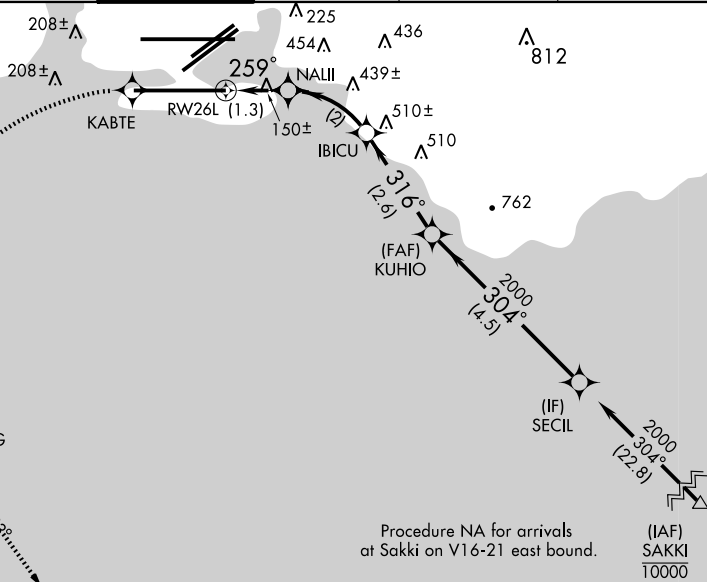 225
208±
454
436
812
208±
259°
NALII
439±
KABTE
RW26L
(1.3)
150±
(2)
510±
IBICU
510
316°
(2.6)
762
(FAF)
KUHIO
2000
304°
(4.5)
(IF)
SECIL
2000
304°
(22.8)
Procedure NA for arrivals
at Sakki on V16-21 east bound.
(IAF)
SAKKI
10000